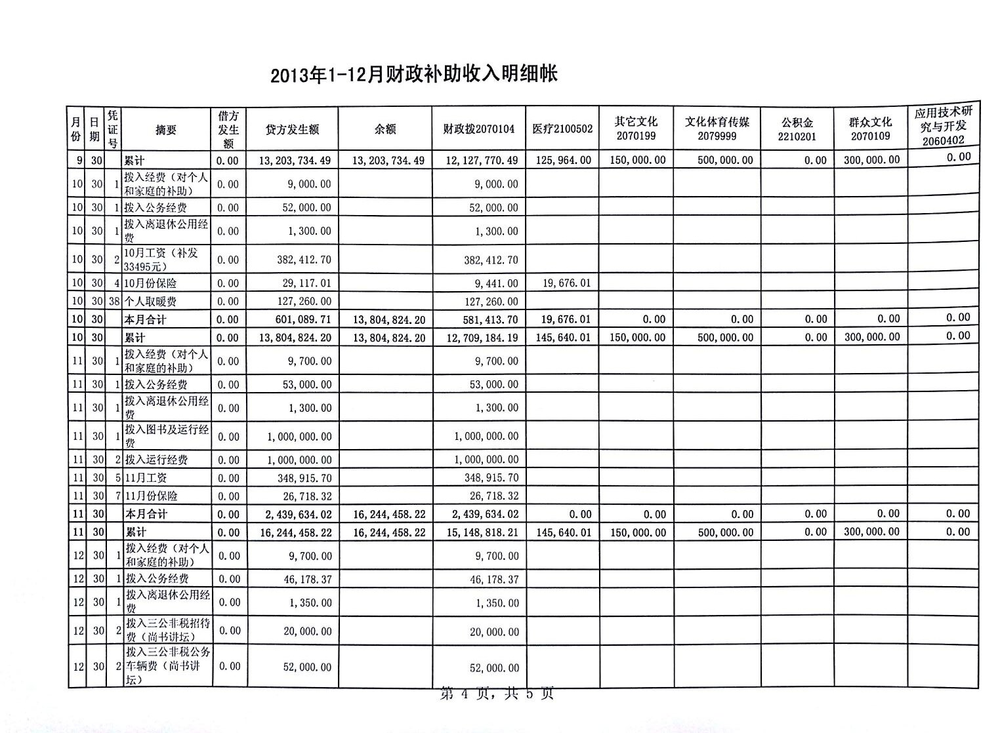 2013年1-12月财政补助收入明细帐
月份 日期 凭证号 摘要 借方发生额 贷方发生额 余额 财政拨2070104 医疗2100502 其它文化2070199 文化体育传媒2079999 公积金2210201 群众文化2070109 应用技术研究与开发2060402
9 30 累计 0.00 13,203,734.49 13,203,734.49 12,127,770.49 125,964.00 150,000.00 500,000.00 0.00 300,000.00 0.00
10 30 1 拨入经费（对个人和家庭的补助） 0.00 9,000.00 9,000.00
10 30 1 拨入公务经费 0.00 52,000.00 52,000.00
10 30 1 拨入离退休公用经费 0.00 1,300.00 1,300.00
10 30 2 10月工资（补发33495元） 0.00 382,412.70 382,412.70
10 30 4 10月份保险 0.00 29,117.01 9,441.00 19,676.01
10 30 38 个人取暖费 0.00 127,260.00 127,260.00
10 30 本月合计 0.00 601,089.71 13,804,824.20 581,413.70 19,676.01 0.00 0.00 0.00 0.00 0.00
10 30 累计 0.00 13,804,824.20 13,804,824.20 12,709,184.19 145,640.01 150,000.00 500,000.00 0.00 300,000.00 0.00
11 30 1 拨入经费（对个人和家庭的补助） 0.00 9,700.00 9,700.00
11 30 1 拨入公务经费 0.00 53,000.00 53,000.00
11 30 1 拨入离退休公用经费 0.00 1,300.00 1,300.00
11 30 1 拨入图书及运行经费 0.00 1,000,000.00 1,000,000.00
11 30 2 拨入运行经费 0.00 1,000,000.00 1,000,000.00
11 30 5 11月工资 0.00 348,915.70 348,915.70
11 30 7 11月份保险 0.00 26,718.32 26,718.32
11 30 本月合计 0.00 2,439,634.02 16,244,458.22 2,439,634.02 0.00 0.00 0.00 0.00 0.00 0.00
11 30 累计 0.00 16,244,458.22 16,244,458.22 15,148,818.21 145,640.01 150,000.00 500,000.00 0.00 300,000.00 0.00
12 30 1 拨入经费（对个人和家庭的补助） 0.00 9,700.00 9,700.00
12 30 1 拨入公务经费 0.00 46,178.37 46,178.37
12 30 1 拨入离退休公用经费 0.00 1,350.00 1,350.00
12 30 2 拨入三公非税招待费（尚书讲坛） 0.00 20,000.00 20,000.00
12 30 2 拨入三公非税公务车辆费（尚书讲坛） 0.00 52,000.00 52,000.00
第 4 页，共 5 页